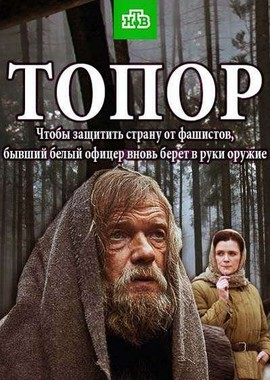 НТВ
ТОПОР
Чтобы защитить страну от фашистов,
бывший белый офицер вновь берет в руки оружие